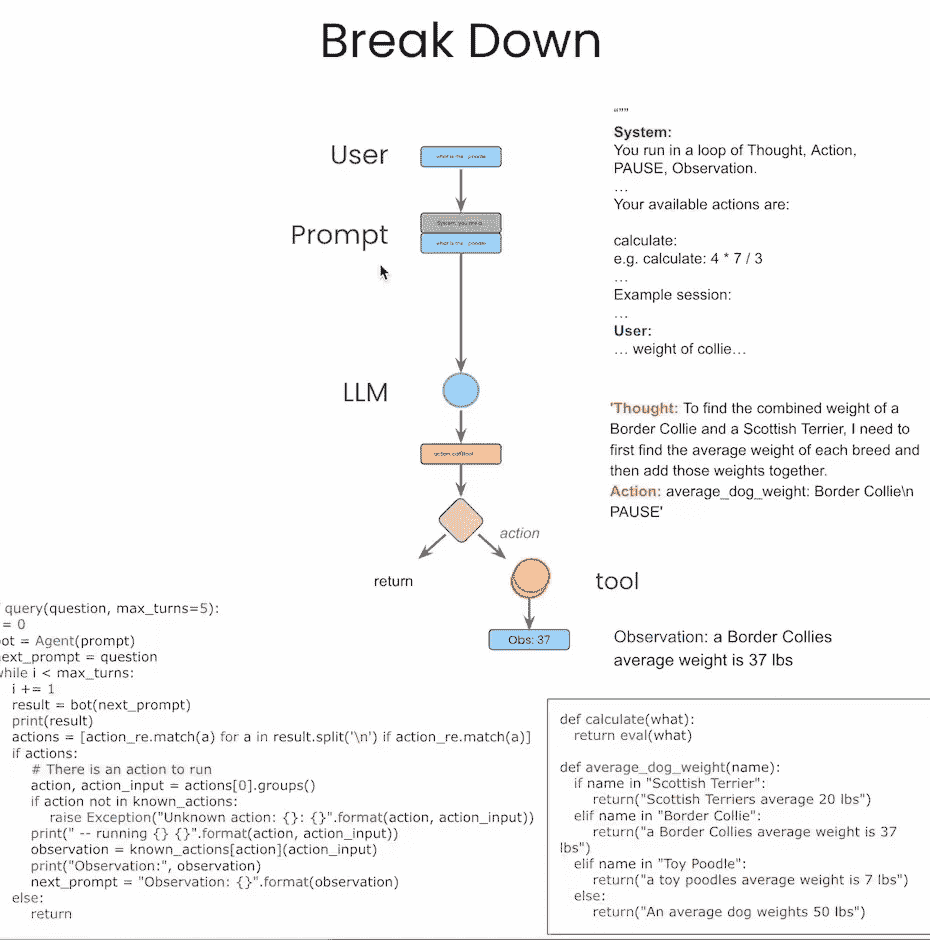 Break Down
User
what is the .. poodle
Prompt
what is the .. poodle
LLM
action
return
tool
Obs: 37
"""
System:
You run in a loop of Thought, Action,
PAUSE, Observation.
…
Your available actions are:
calculate:
e.g. calculate: 4 * 7 / 3
…
Example session:
…
User:
… weight of collie…
'Thought: To find the combined weight of a
Border Collie and a Scottish Terrier, I need to
first find the average weight of each breed and
then add those weights together.
Action: average_dog_weight: Border Collie\n
PAUSE'
Observation: a Border Collies
average weight is 37 lbs
query(question, max_turns=5):
= 0
ot = Agent(prompt)
ext_prompt = question
while i < max_turns:
i += 1
result = bot(next_prompt)
print(result)
actions = [action_re.match(a) for a in result.split('\n') if action_re.match(a)]
if actions:
# There is an action to run
action, action_input = actions[0].groups()
if action not in known_actions:
raise Exception("Unknown action: {}: {}".format(action, action_input))
print(" -- running {} {}".format(action, action_input))
observation = known_actions[action](action_input)
print("Observation:", observation)
next_prompt = "Observation: {}".format(observation)
else:
return
def calculate(what):
return eval(what)
def average_dog_weight(name):
if name in "Scottish Terrier":
return("Scottish Terriers average 20 lbs")
elif name in "Border Collie":
return("a Border Collies average weight is 37
lbs")
elif name in "Toy Poodle":
return("a toy poodles average weight is 7 lbs")
else:
return("An average dog weights 50 lbs")